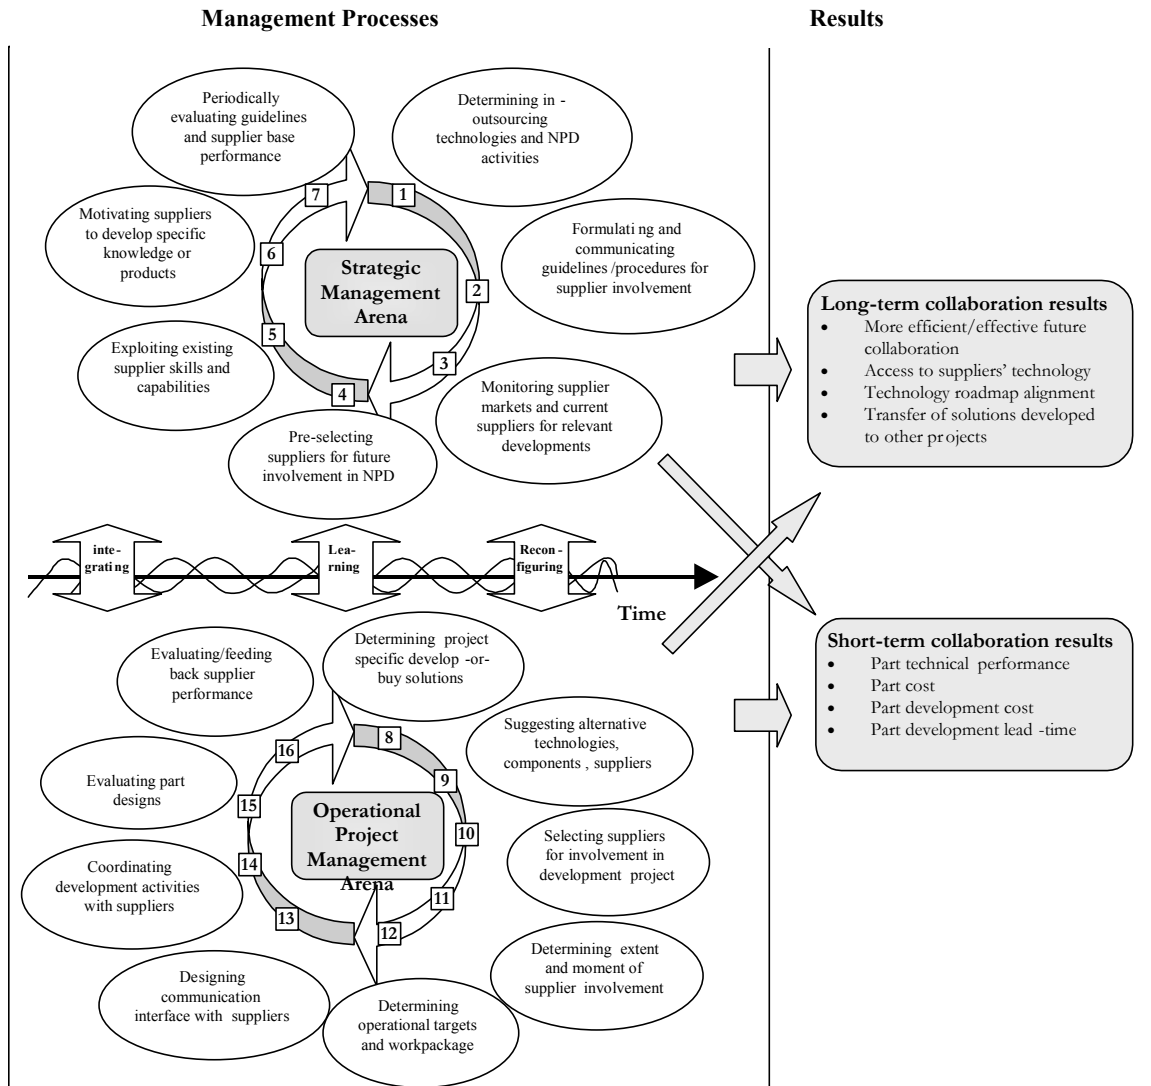 Management Processes
Results
Periodically
evaluating guidelines
and supplier base
performance
Determining in -
outsourcing
technologies and NPD
activities
Motivating suppliers
to develop specific
knowledge or
products
Formulati ng and
communicating
guidelines /procedures for
supplier involvement
7
1
6
2
5
3
4
Strategic
Management
Arena
Exploiting existing
supplier skills and
capabilities
Monitoring supplier
markets and current
suppliers for relevant
developments
Pre-selecting
suppliers for future
involvement in NPD
Long-term collaboration results
• More efficient/effective future
collaboration
• Access to suppliers’ technology
• Technology roadmap alignment
• Transfer of solutions developed
to other projects
inte-
grating
Lea-
rning
Recon-
figuring
Time
Evaluating/feeding
back supplier
performance
Determining project
specific develop -or-
buy solutions
Suggesting alternative
technologies,
components , suppliers
Evaluating part
designs
Selecting suppliers
for involvement in
development project
Coordinating
development activities
with suppliers
Determining extent
and moment of
supplier involvement
Designing
communication
interface with suppliers
Determining
operational targets
and workpackage
16
8
9
15
10
14
11
13
12
Operational
Project
Management
Arena
Short-term collaboration results
• Part technical performance
• Part cost
• Part development cost
• Part development lead -time